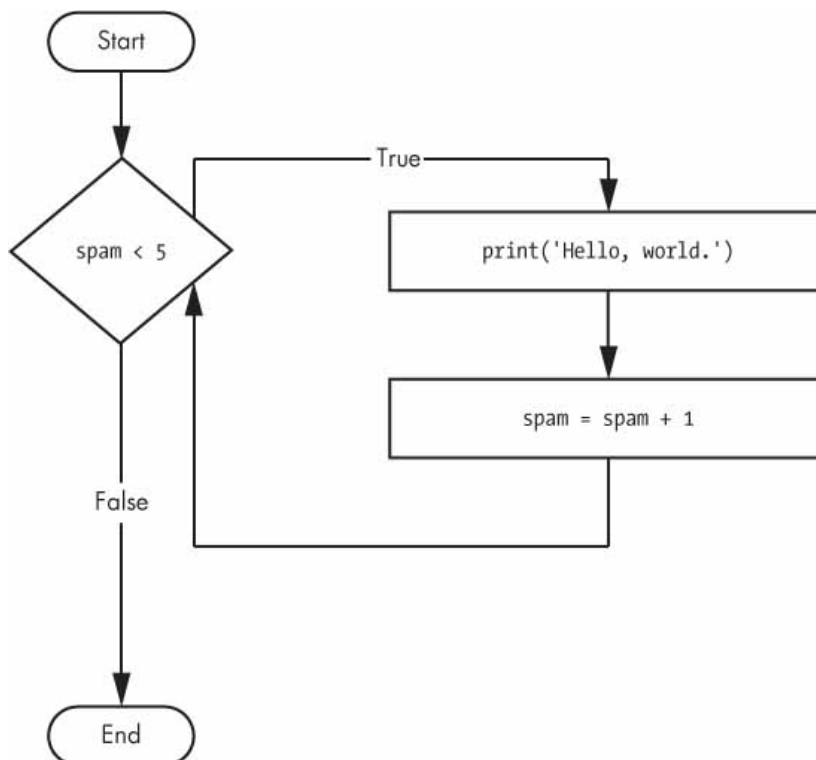 Start
True
spam < 5
print('Hello, world.')
spam = spam + 1
False
End